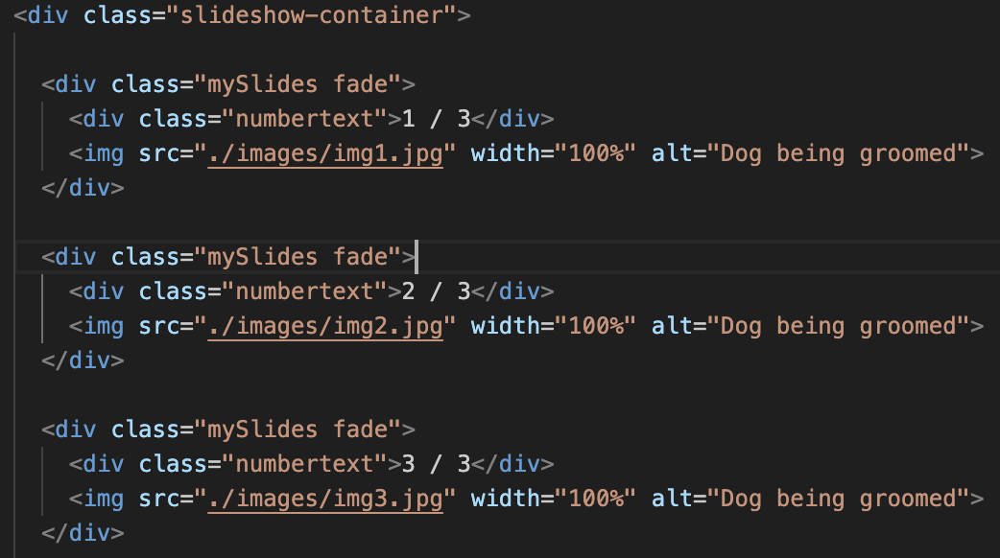 <div class="slideshow-container">
<div class="mySlides fade">
<div class="numbertext">1 / 3</div>
<img src="./images/img1.jpg" width="100%" alt="Dog being groomed">
</div>
<div class="mySlides fade">
<div class="numbertext">2 / 3</div>
<img src="./images/img2.jpg" width="100%" alt="Dog being groomed">
</div>
<div class="mySlides fade">
<div class="numbertext">3 / 3</div>
<img src="./images/img3.jpg" width="100%" alt="Dog being groomed">
</div>